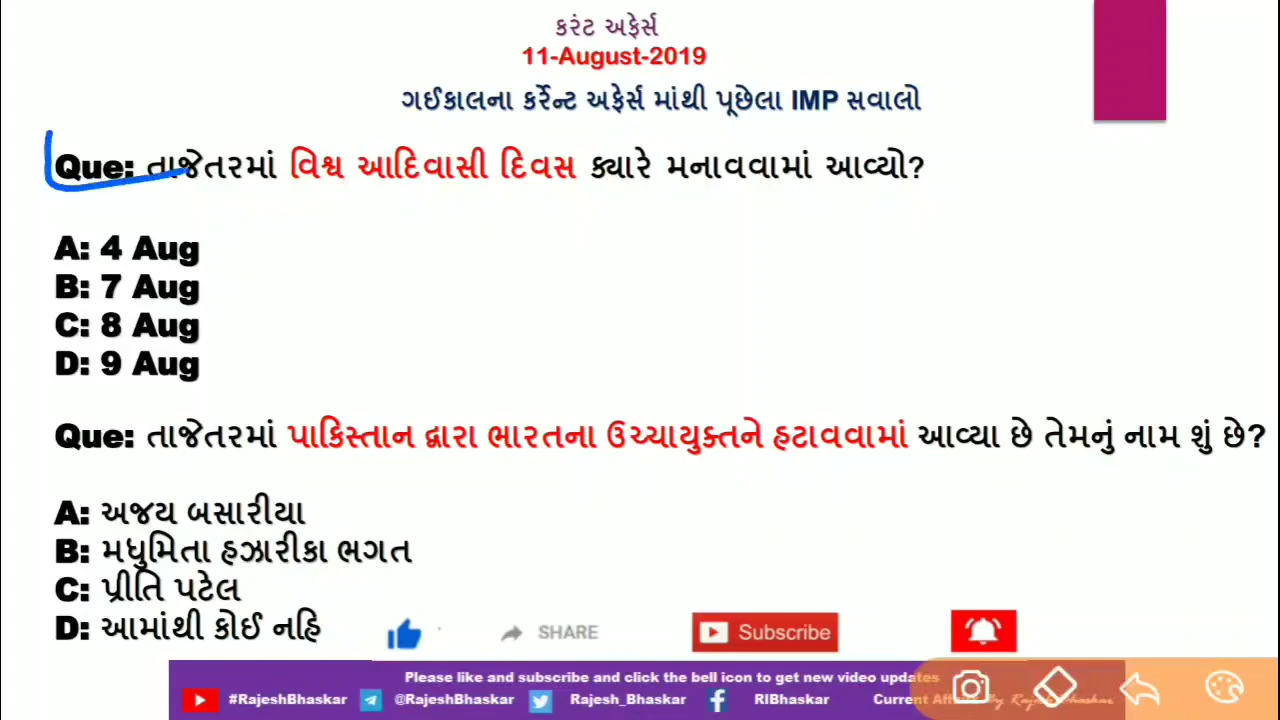 કરંટ અફેર્સ
11-August-2019
ગઈકાલના કર્રેન્ટ અફેર્સ માંથી પૂછેલા IMP સવાલો
Que: તાજેતરમાં વિશ્વ આદિવાસી દિવસ ક્યારે મનાવવામાં આવ્યો?
A: 4 Aug
B: 7 Aug
C: 8 Aug
D: 9 Aug
Que: તાજેતરમાં પાકિસ્તાન દ્વારા ભારતના ઉચ્ચાયુક્તને હટાવવામાં આવ્યા છે તેમનું નામ શું છે?
A: અજય બસારીયા
B: મધુમિતા હઝારીકા ભગત
C: પ્રીતિ પટેલ
D: આમાંથી કોઈ નહિ
SHARE
Subscribe
Please like and subscribe and click the bell icon to get new video updates
#RajeshBhaskar @RajeshBhaskar Rajesh_Bhaskar RIBhaskar Current